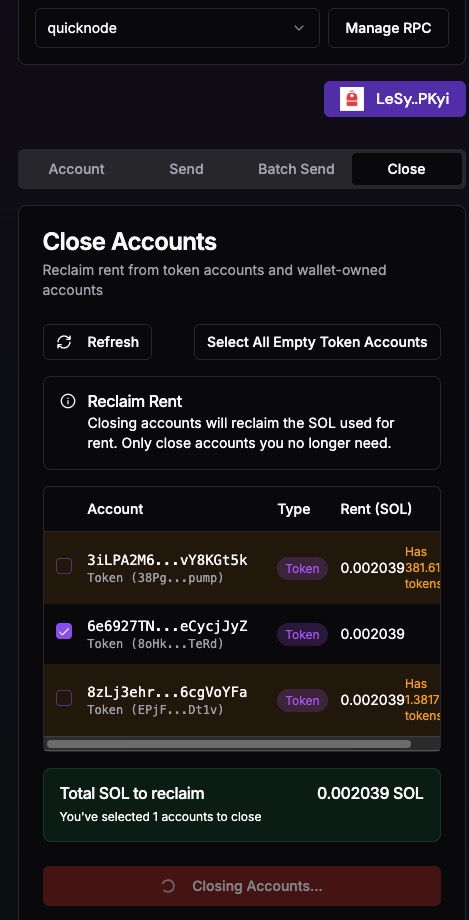 quicknode
Manage RPC
LeSy..PKyi
Account Send Batch Send Close
Close Accounts
Reclaim rent from token accounts and wallet-owned
accounts
Refresh
Select All Empty Token Accounts
Reclaim Rent
Closing accounts will reclaim the SOL used for
rent. Only close accounts you no longer need.
Account Type Rent (SOL)
3iLPA2M6...vY8KGt5k
Token (38Pg...pump)
Token
0.002039
Has
381.61
tokens
6e6927TN...eCycjJyZ
Token (8oHk...TeRd)
Token
0.002039
8zLj3ehr...6cgVoYFa
Token (EPjF...Dt1v)
Token
0.002039
Has
1.3817
tokens
Total SOL to reclaim 0.002039 SOL
You've selected 1 accounts to close
Closing Accounts...